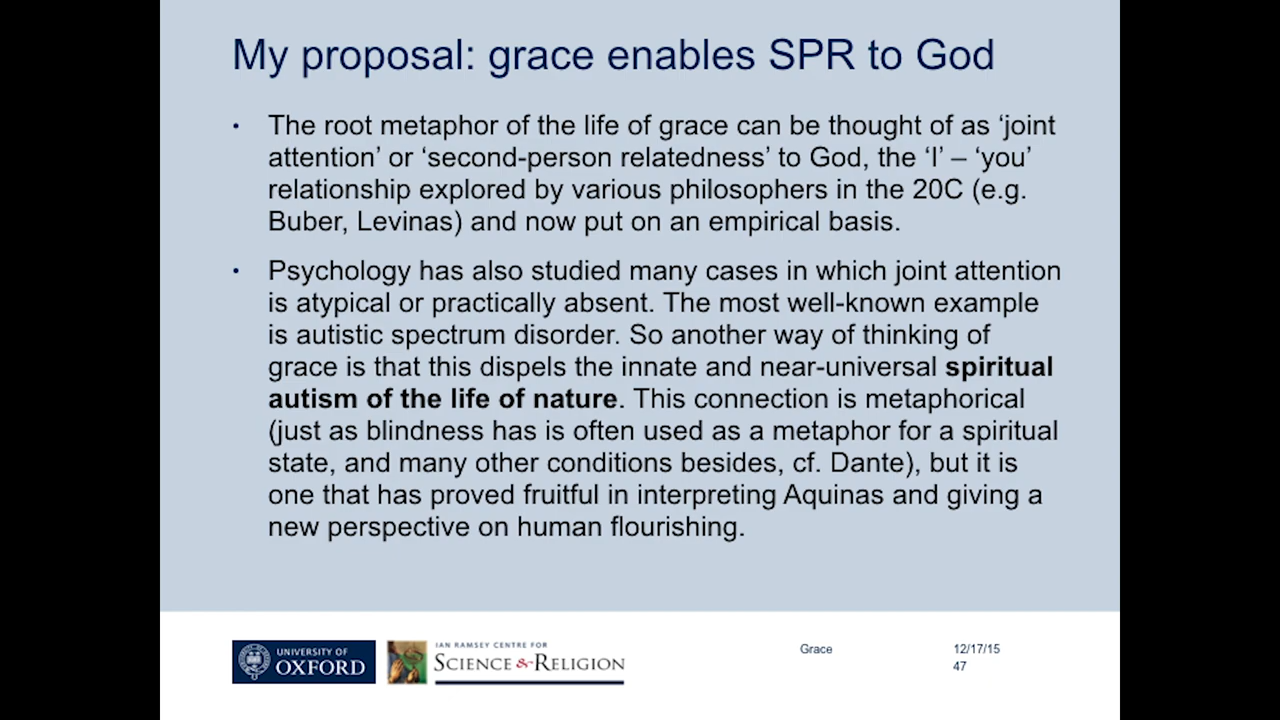 My proposal: grace enables SPR to God
• The root metaphor of the life of grace can be thought of as ‘joint
attention’ or ‘second-person relatedness’ to God, the ‘I’ – ‘you’
relationship explored by various philosophers in the 20C (e.g.
Buber, Levinas) and now put on an empirical basis.
• Psychology has also studied many cases in which joint attention
is atypical or practically absent. The most well-known example
is autistic spectrum disorder. So another way of thinking of
grace is that this dispels the innate and near-universal spiritual
autism of the life of nature. This connection is metaphorical
(just as blindness has is often used as a metaphor for a spiritual
state, and many other conditions besides, cf. Dante), but it is
one that has proved fruitful in interpreting Aquinas and giving a
new perspective on human flourishing.
UNIVERSITY OF
OXFORD
IAN RAMSEY CENTRE FOR
SCIENCE & RELIGION
Grace
12/17/15
47